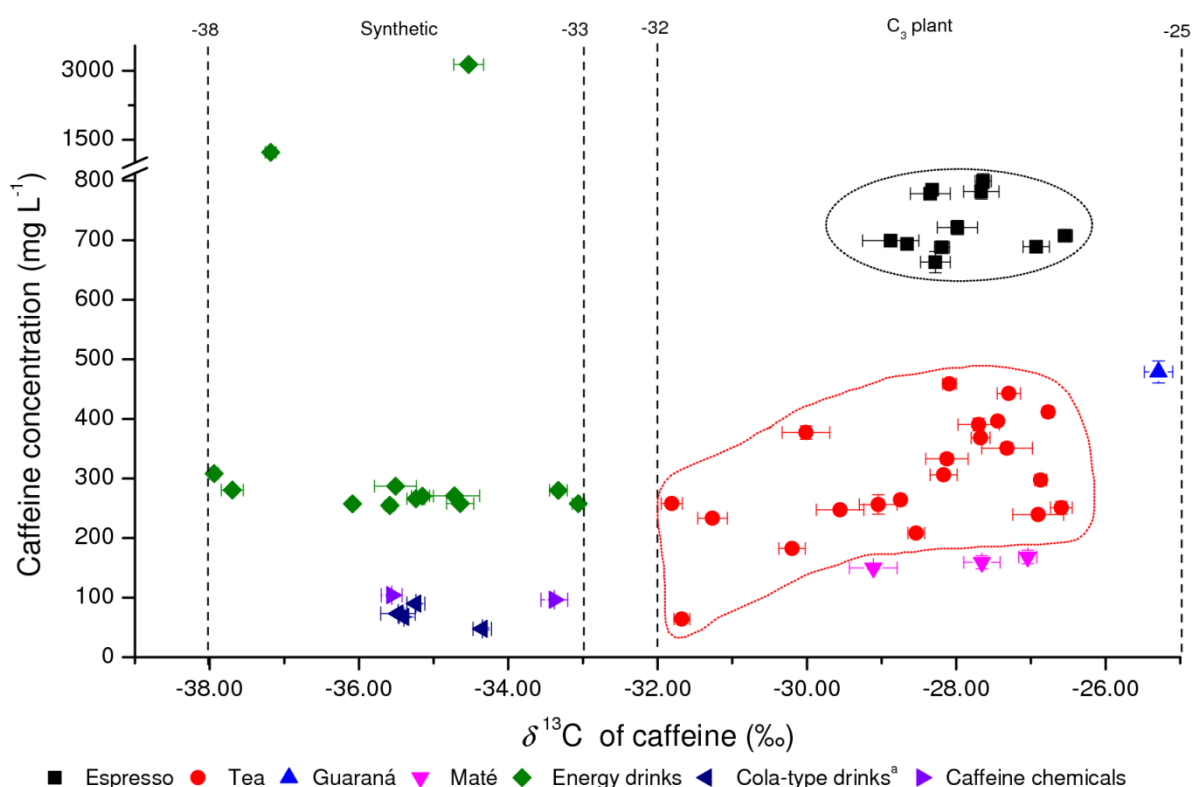 -38 Synthetic -33 -32 C₃ plant -25
3000
1500
800
700
600
500
400
300
200
100
0
Caffeine concentration (mg L⁻¹)
-38.00 -36.00 -34.00 -32.00 -30.00 -28.00 -26.00
δ¹³C of caffeine (‰)
Espresso Tea Guaraná Maté Energy drinks Cola-type drinksᵃ Caffeine chemicals